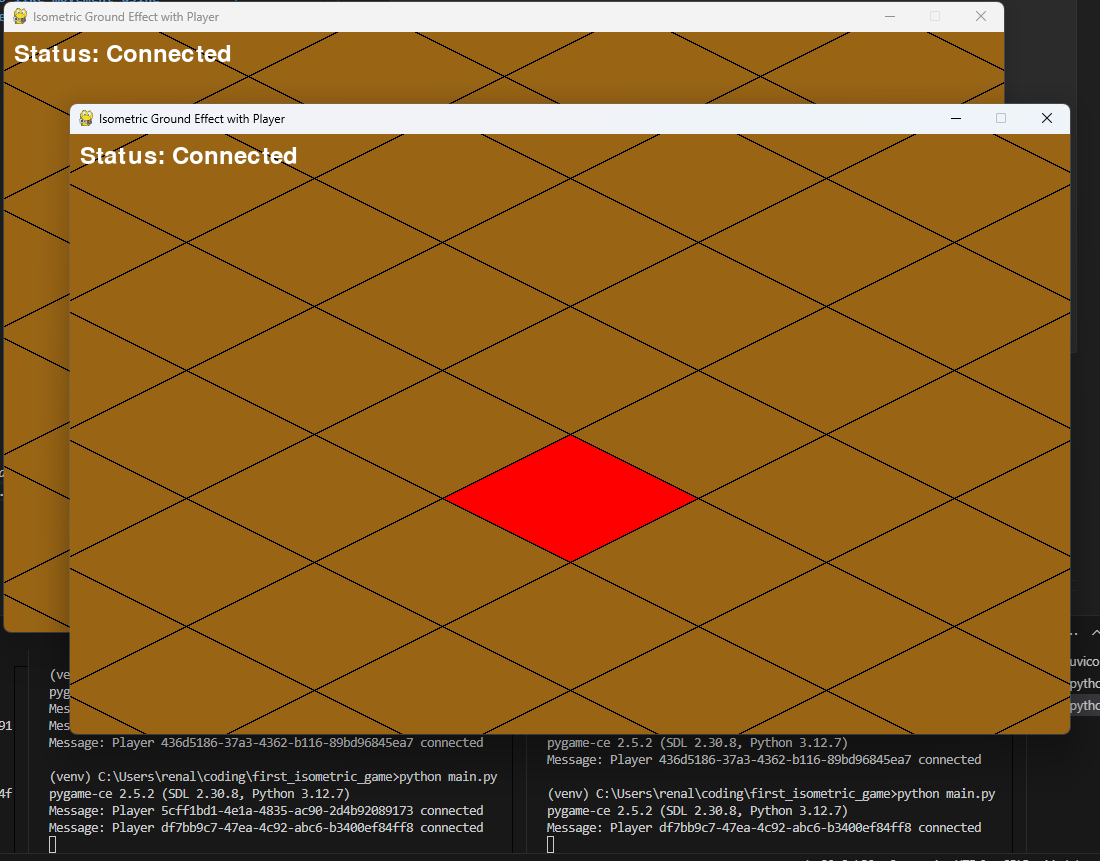 Isometric Ground Effect with Player
Status: Connected
Isometric Ground Effect with Player
Status: Connected
(ve
pyg
Mes
Mes
Message: Player 436d5186-37a3-4362-b116-89bd96845ea7 connected
(venv) C:\Users\renal\coding\first_isometric_game>python main.py
pygame-ce 2.5.2 (SDL 2.30.8, Python 3.12.7)
Message: Player 5cff1bd1-4e1a-4835-ac90-2d4b92089173 connected
Message: Player df7bb9c7-47ea-4c92-abc6-b3400ef84ff8 connected
pygame-ce 2.5.2 (SDL 2.30.8, Python 3.12.7)
Message: Player 436d5186-37a3-4362-b116-89bd96845ea7 connected
(venv) C:\Users\renal\coding\first_isometric_game>python main.py
pygame-ce 2.5.2 (SDL 2.30.8, Python 3.12.7)
Message: Player df7bb9c7-47ea-4c92-abc6-b3400ef84ff8 connected
91
4f
uvico
pytho
pytho